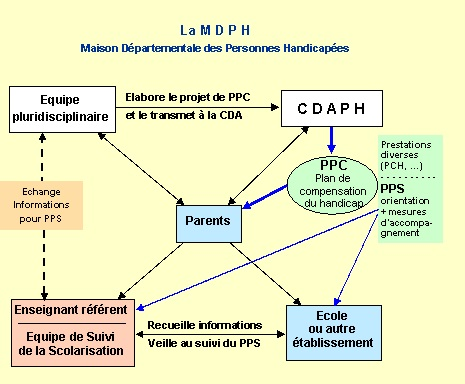 La M D P H
Maison Départementale des Personnes Handicapées
Equipe
pluridisciplinaire
Elabore le projet de PPC
et le transmet à la CDA
C D A P H
PPC
Plan de
compensation
du handicap
Prestations
diverses
(PCH, ...)
PPS
orientation
+ mesures
d'accompa-
gnement
Echange
Informations
pour PPS
Parents
Enseignant référent
Equipe de Suivi
de la Scolarisation
Recueille informations
Veille au suivi du PPS
Ecole
ou autre
établissement